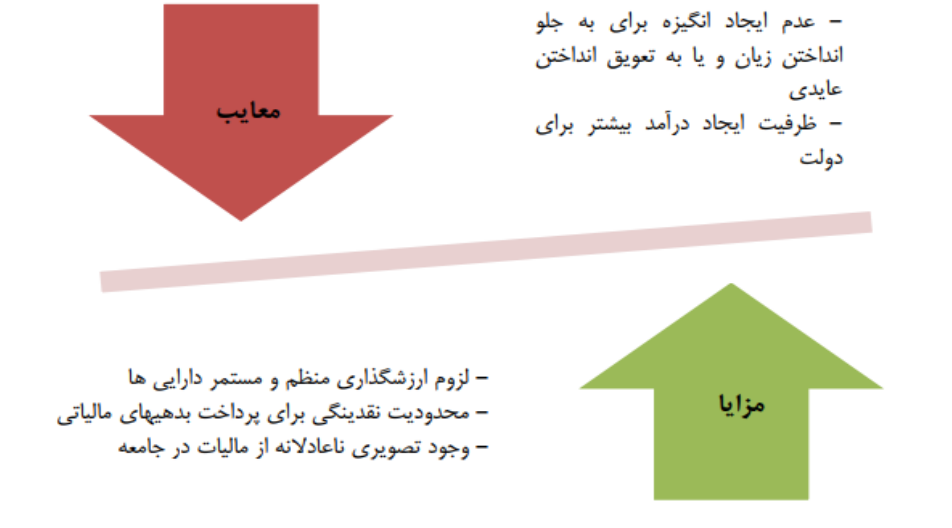 - عدم ایجاد انگیزه برای به جلو
انداختن زیان و یا به تعویق انداختن
عایدی
- ظرفیت ایجاد درآمد بیشتر برای
دولت
معایب
مزایا
- لزوم ارزشگذاری منظم و مستمر دارایی ها
- محدودیت نقدینگی برای پرداخت بدهیهای مالیاتی
- وجود تصویری ناعادلانه از مالیات در جامعه